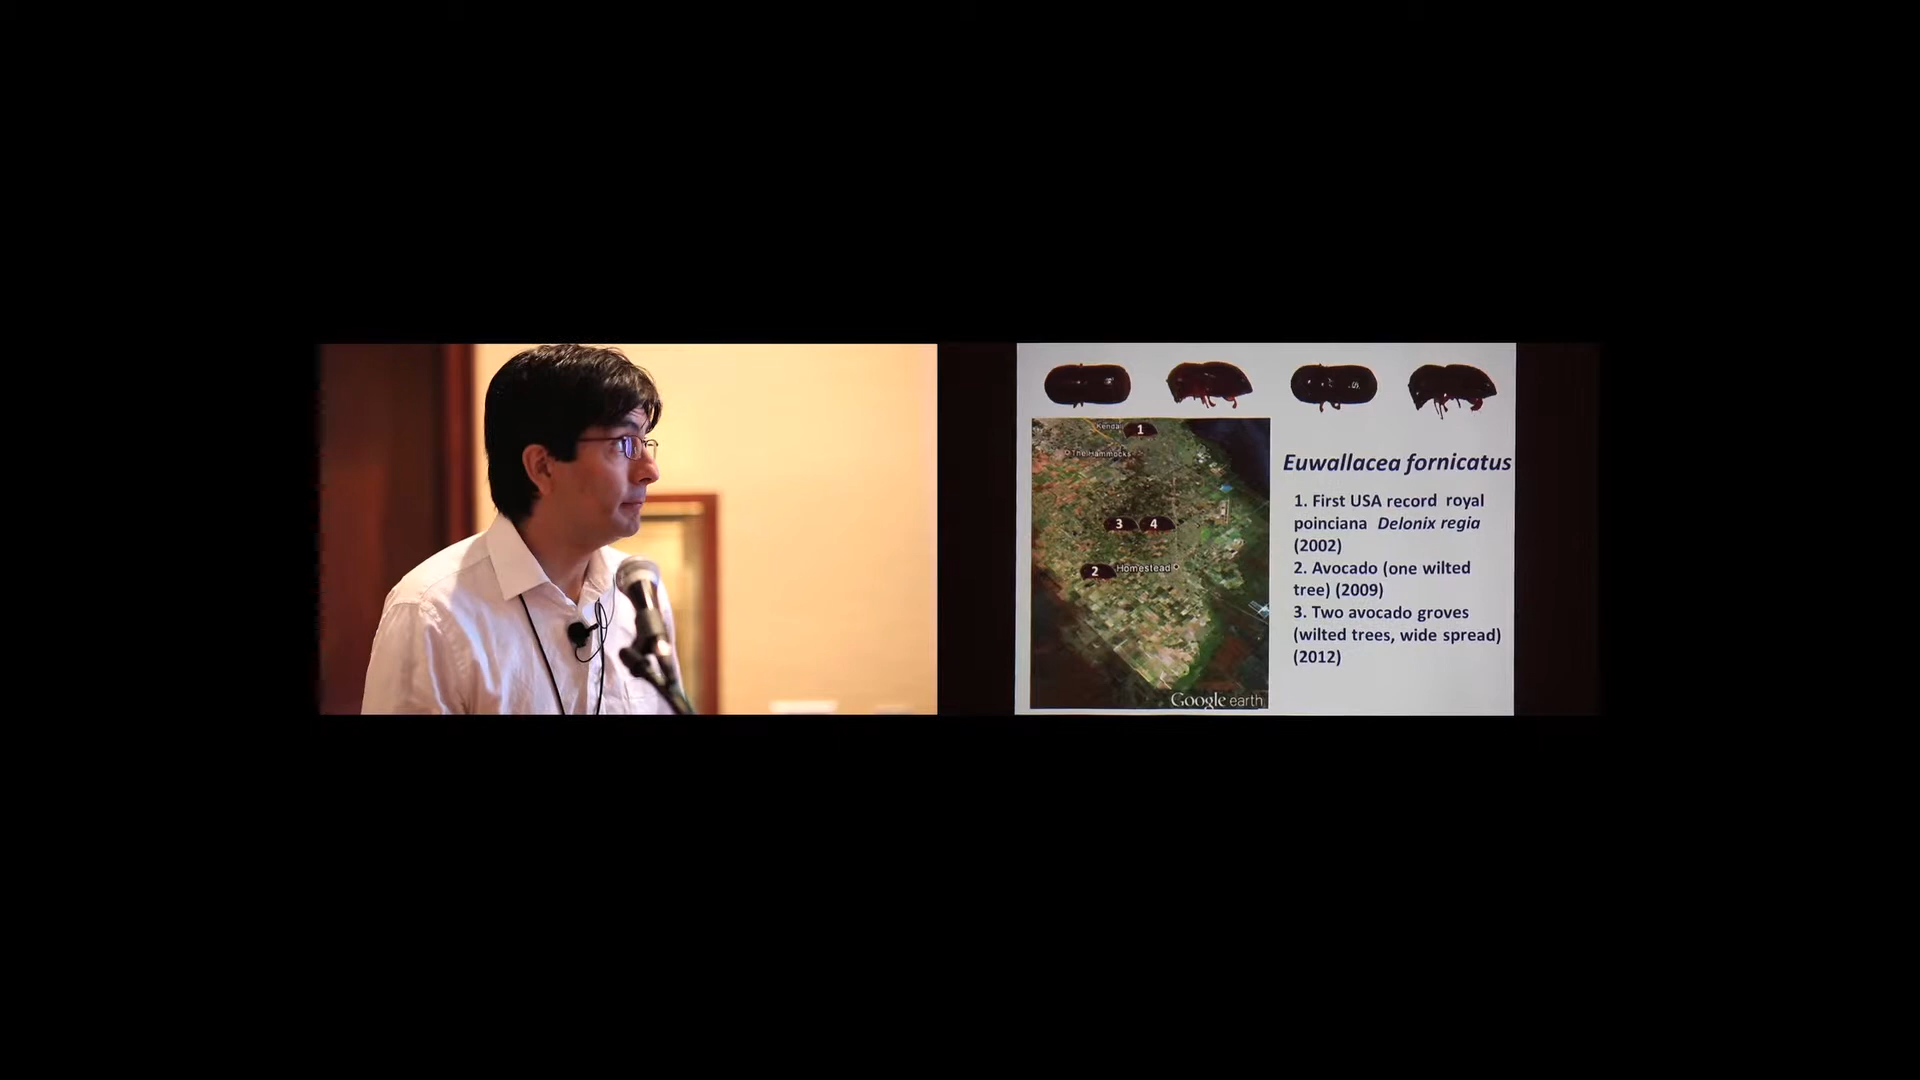 Kendall
1
The Hammocks
3
4
2
Homestead
Google earth
Euwallacea fornicatus
1. First USA record royal
poinciana Delonix regia
(2002)
2. Avocado (one wilted
tree) (2009)
3. Two avocado groves
(wilted trees, wide spread)
(2012)